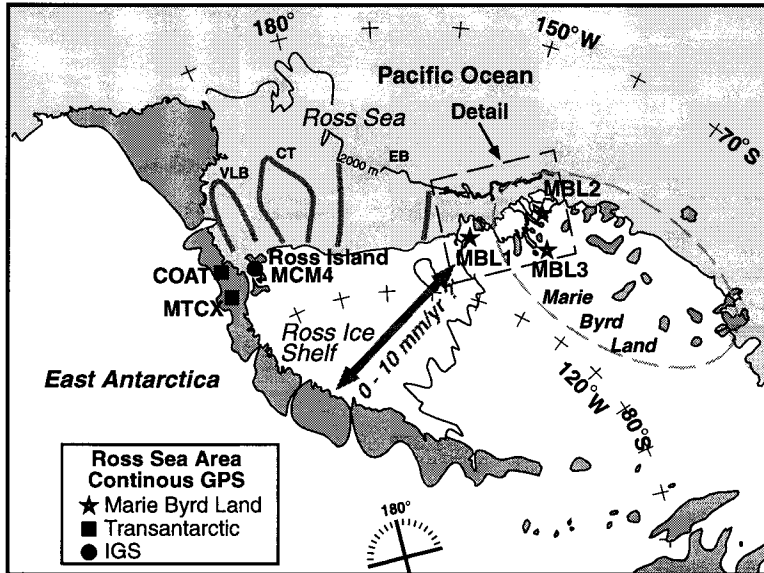 180°
150°W
Pacific Ocean
Ross Sea
Detail
70°S
CT
2000 m
EB
VLB
MBL2
Ross Island
MCM4
COAT
MTCX
MBL1
MBL3
Marie
Byrd
Land
Ross Ice
Shelf
0 - 10 mm/yr
East Antarctica
120°W
80°S
Ross Sea Area
Continous GPS
Marie Byrd Land
Transantarctic
IGS
180°